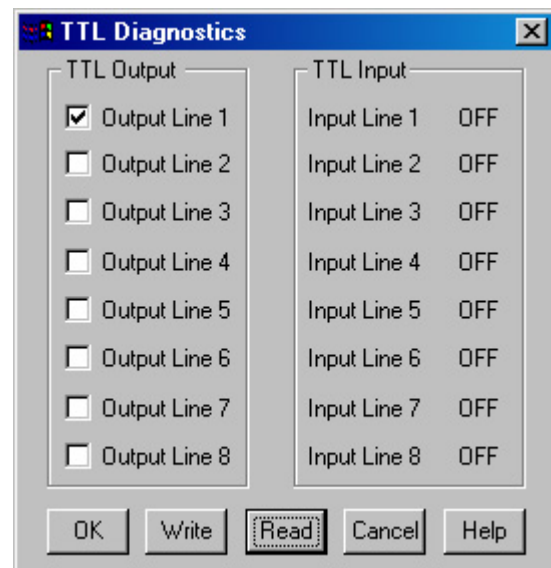 TTL Diagnostics
TTL Output
Output Line 1
Output Line 2
Output Line 3
Output Line 4
Output Line 5
Output Line 6
Output Line 7
Output Line 8
TTL Input
Input Line 1 OFF
Input Line 2 OFF
Input Line 3 OFF
Input Line 4 OFF
Input Line 5 OFF
Input Line 6 OFF
Input Line 7 OFF
Input Line 8 OFF
OK Write Read Cancel Help